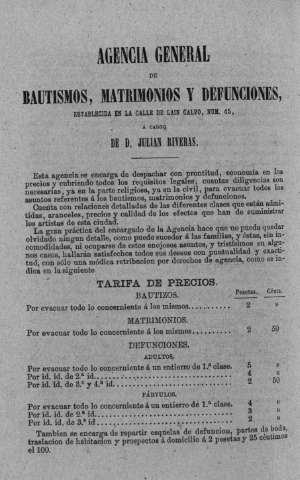 AGENCIA GENERAL
DE
BAUTISMOS, MATRIMONIOS Y DEFUNCIONES,
ESTABLECIDA EN LA CALLE DE LAIN CALVO, NUM. 45,
A CARGO
DE D. JULIAN RIVERAS.
Esta agencia se encarga de despachar con prontitud, economía en los
precios y cubriendo todos los requisitos legales, cuantas diligencias son
necesarias, ya en la parte religiosa, ya en la civil, para evacuar todos los
asuntos referentes á los bautismos, matrimonios y defunciones.
Cuenta con relaciones detalladas de las diferentes clases que están admi-
tidas, aranceles, precios y calidad de los efectos que han de suministrar
los artistas de esta ciudad.
La gran práctica del encargado de la Agencia hace que no pueda quedar
olvidado ningun detalle, como puede suceder á las familias, y éstas, sin in-
comodidades, ni ocuparse de estos enojosos asuntos, y tristísimos en algu-
nos casos, hallarán satisfechos todos sus deseos con puntualidad y exacti-
tud, con sólo una módica retribucion por derechos de agencia, como se in-
dica en la siguiente
TARIFA DE PRECIOS.
BAUTIZOS. Pesetas. Cénts.
Por evacuar todo lo concerniente á los mismos.......... 2 »
MATRIMONIOS.
Por evacuar todo lo concerniente á los mismos.......... 2 50
DEFUNCIONES.
ADULTOS.
Por evacuar todo lo concerniente á un entierro de 1.ª clase. 5 »
Por id. id. de 2.ª id........................ 4 »
Por id. id. de 3.ª y 4.ª id.................... 2 50
PÁRVULOS.
Por evacuar todo lo concerniente á un entierro de 1.ª clase. 4 »
Por id. id. de 2.ª id........................ 3 »
Por id. id. de 3.ª id........................ 2 »
Tambien se encarga de repartir esquelas de defuncion, partes de boda,
traslacion de habitacion y prospectos á domicilio á 2 pesetas y 25 céntimos
el 100.